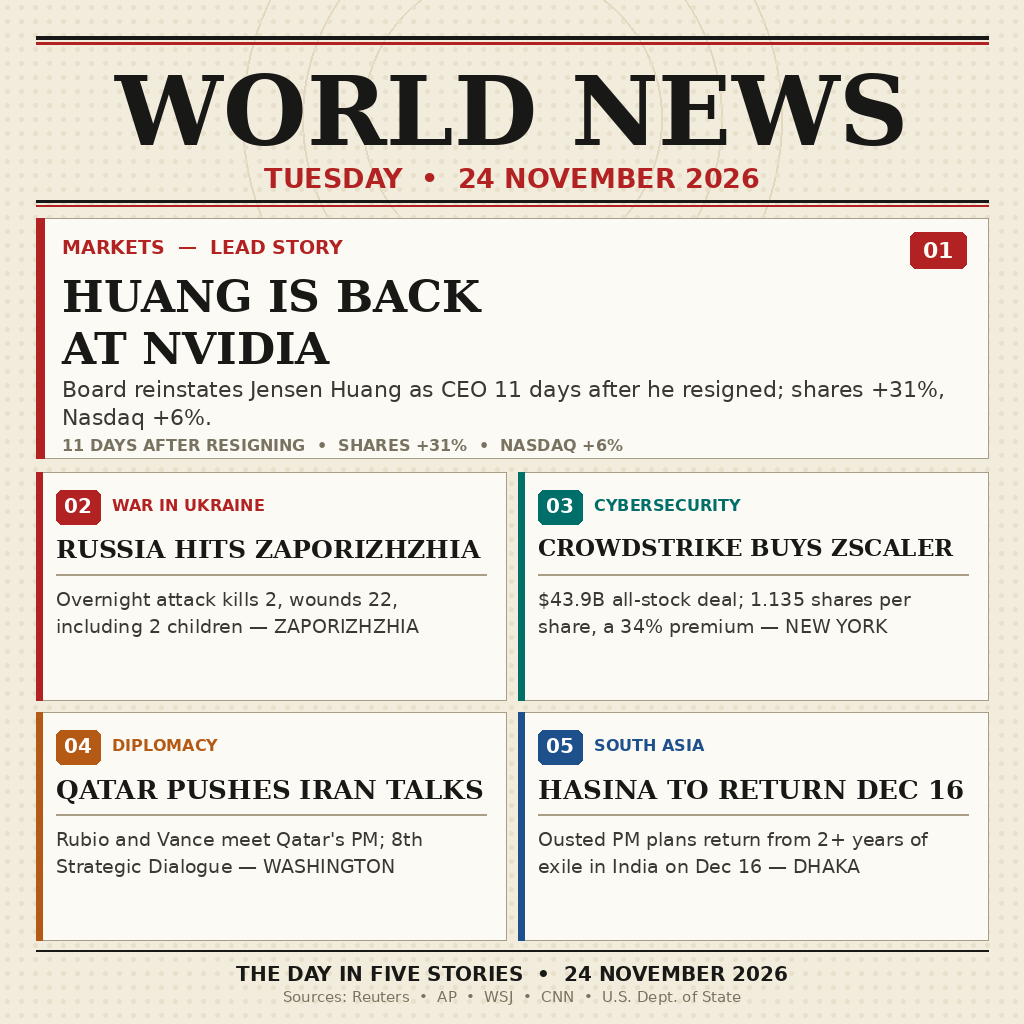 WORLD NEWS
TUESDAY • 24 NOVEMBER 2026
MARKETS — LEAD STORY
01
HUANG IS BACK
AT NVIDIA
Board reinstates Jensen Huang as CEO 11 days after he resigned; shares +31%,
Nasdaq +6%.
11 DAYS AFTER RESIGNING • SHARES +31% • NASDAQ +6%
02 WAR IN UKRAINE
RUSSIA HITS ZAPORIZHZHIA
Overnight attack kills 2, wounds 22,
including 2 children — ZAPORIZHZHIA
03 CYBERSECURITY
CROWDSTRIKE BUYS ZSCALER
$43.9B all-stock deal; 1.135 shares per
share, a 34% premium — NEW YORK
04 DIPLOMACY
QATAR PUSHES IRAN TALKS
Rubio and Vance meet Qatar's PM; 8th
Strategic Dialogue — WASHINGTON
05 SOUTH ASIA
HASINA TO RETURN DEC 16
Ousted PM plans return from 2+ years of
exile in India on Dec 16 — DHAKA
THE DAY IN FIVE STORIES • 24 NOVEMBER 2026
Sources: Reuters • AP • WSJ • CNN • U.S. Dept. of State